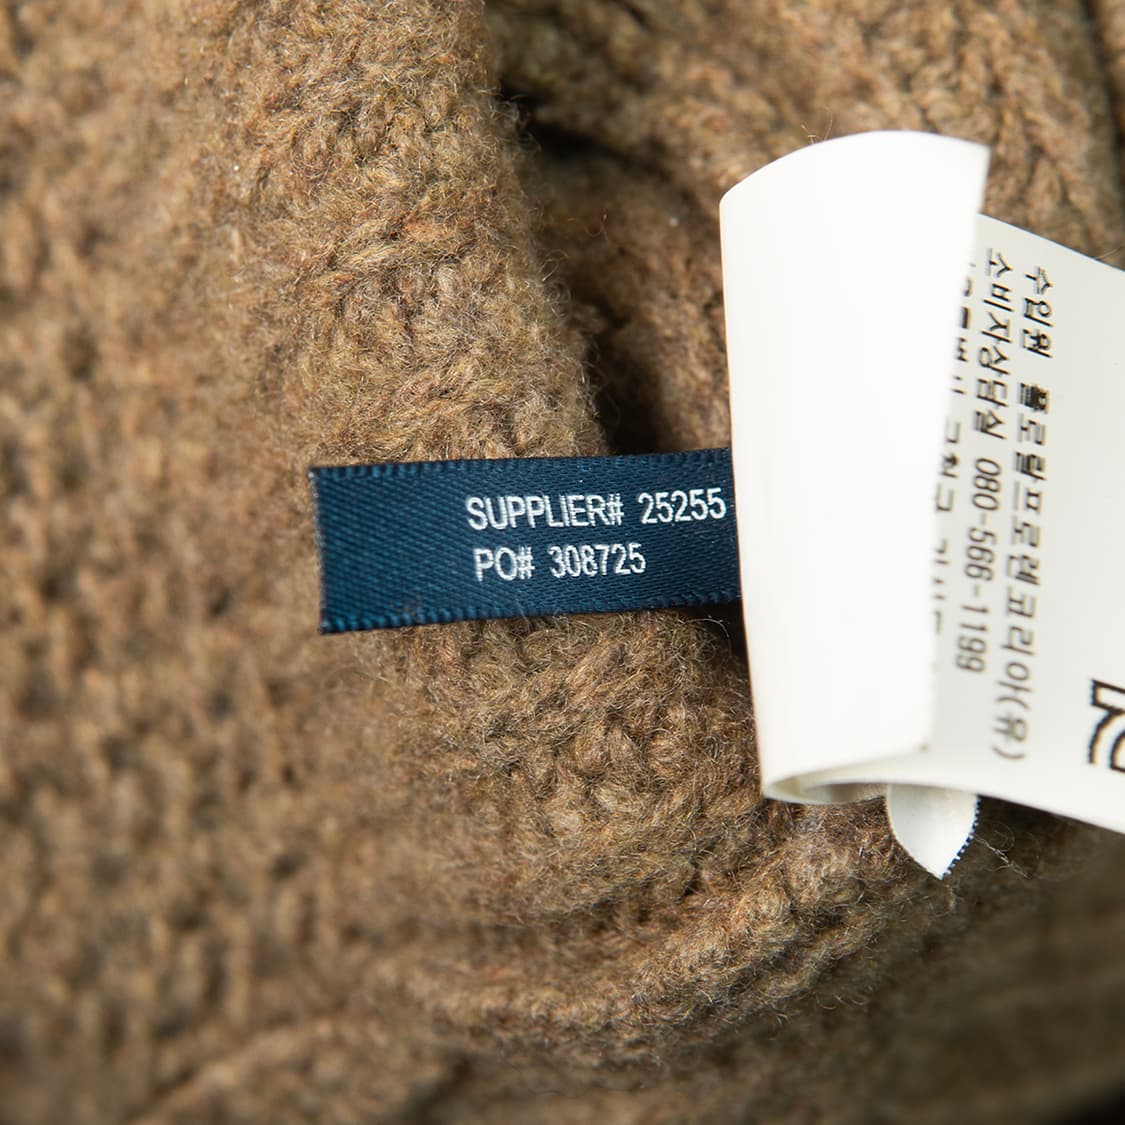 SUPPLIER# 25255
PO# 308725
수입원 폴로랄프로렌코리아(유)
소비자상담실 080-566-1199